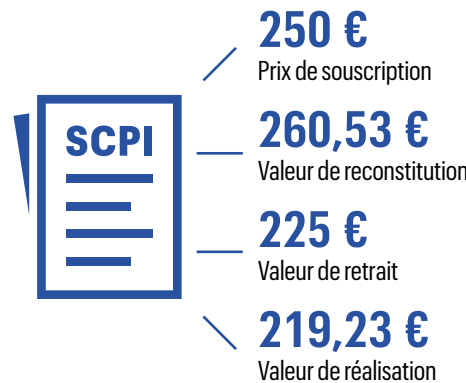 250 €
Prix de souscription
SCPI
260,53 €
Valeur de reconstitution
225 €
Valeur de retrait
219,23 €
Valeur de réalisation